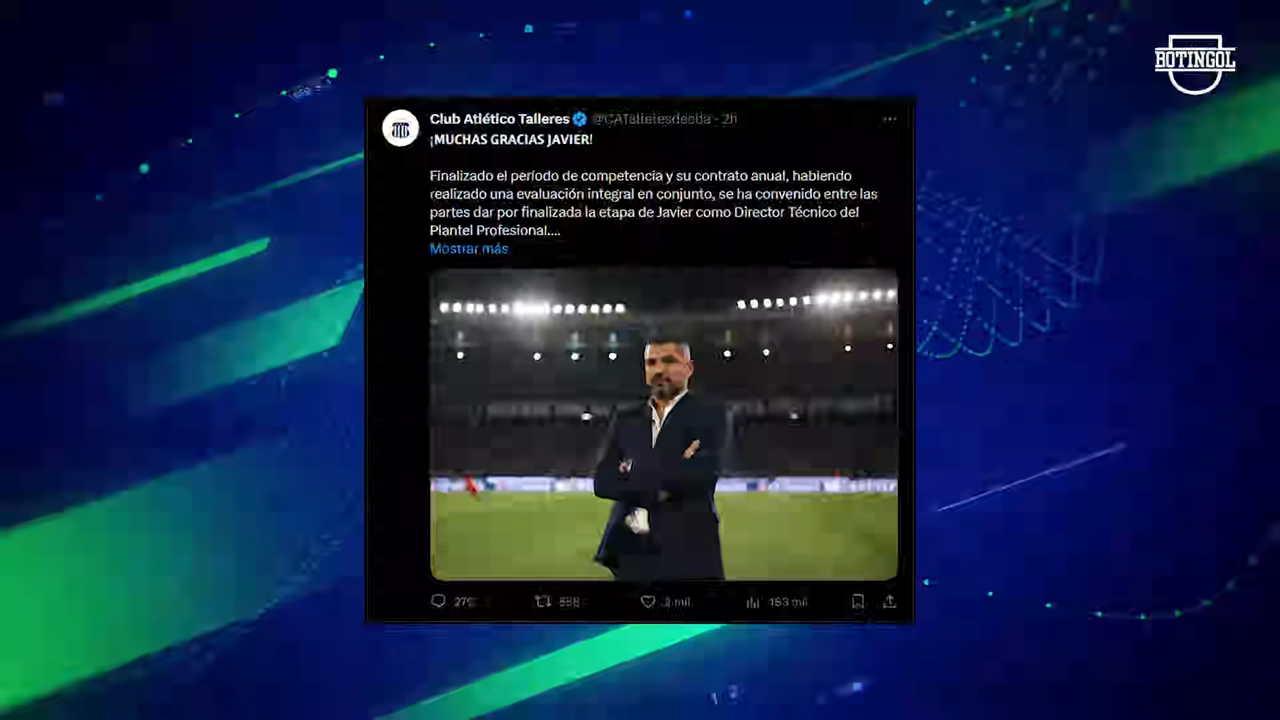 BOTINGOL
Club Atlético Talleres @CATalleresdecba · 2h
¡MUCHAS GRACIAS JAVIER!
Finalizado el período de competencia y su contrato anual, habiendo
realizado una evaluación integral en conjunto, se ha convenido entre las
partes dar por finalizada la etapa de Javier como Director Técnico del
Plantel Profesional....
Mostrar más